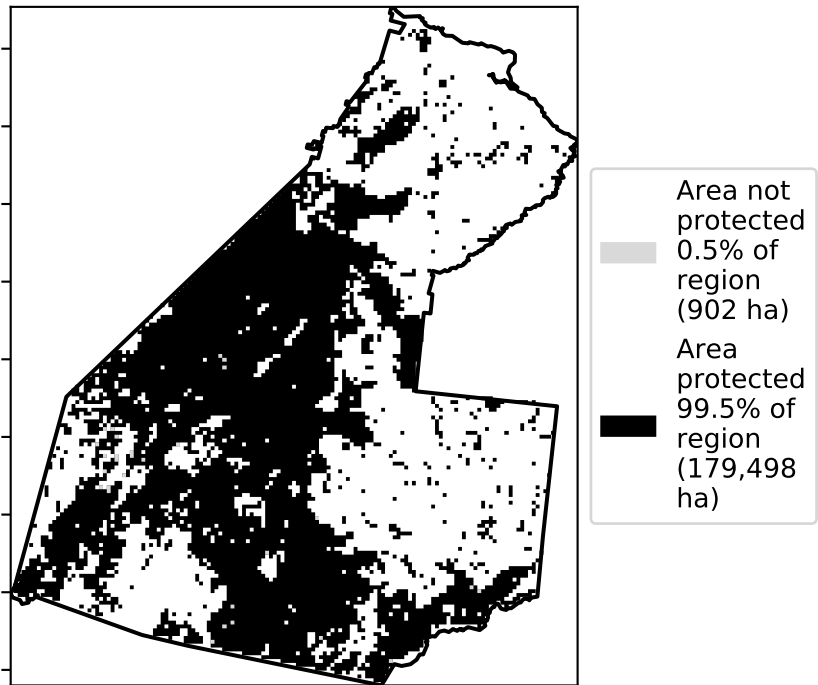 Area not
protected
0.5% of
region
(902 ha)
Area
protected
99.5% of
region
(179,498
ha)